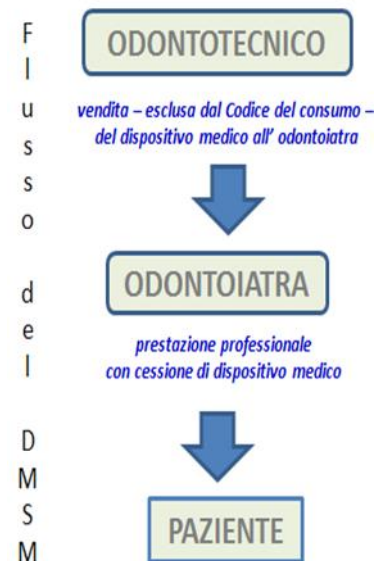 Flusso del DMSM
ODONTOTECNICO
vendita – esclusa dal Codice del consumo –
del dispositivo medico all' odontoiatra
ODONTOIATRA
prestazione professionale
con cessione di dispositivo medico
PAZIENTE